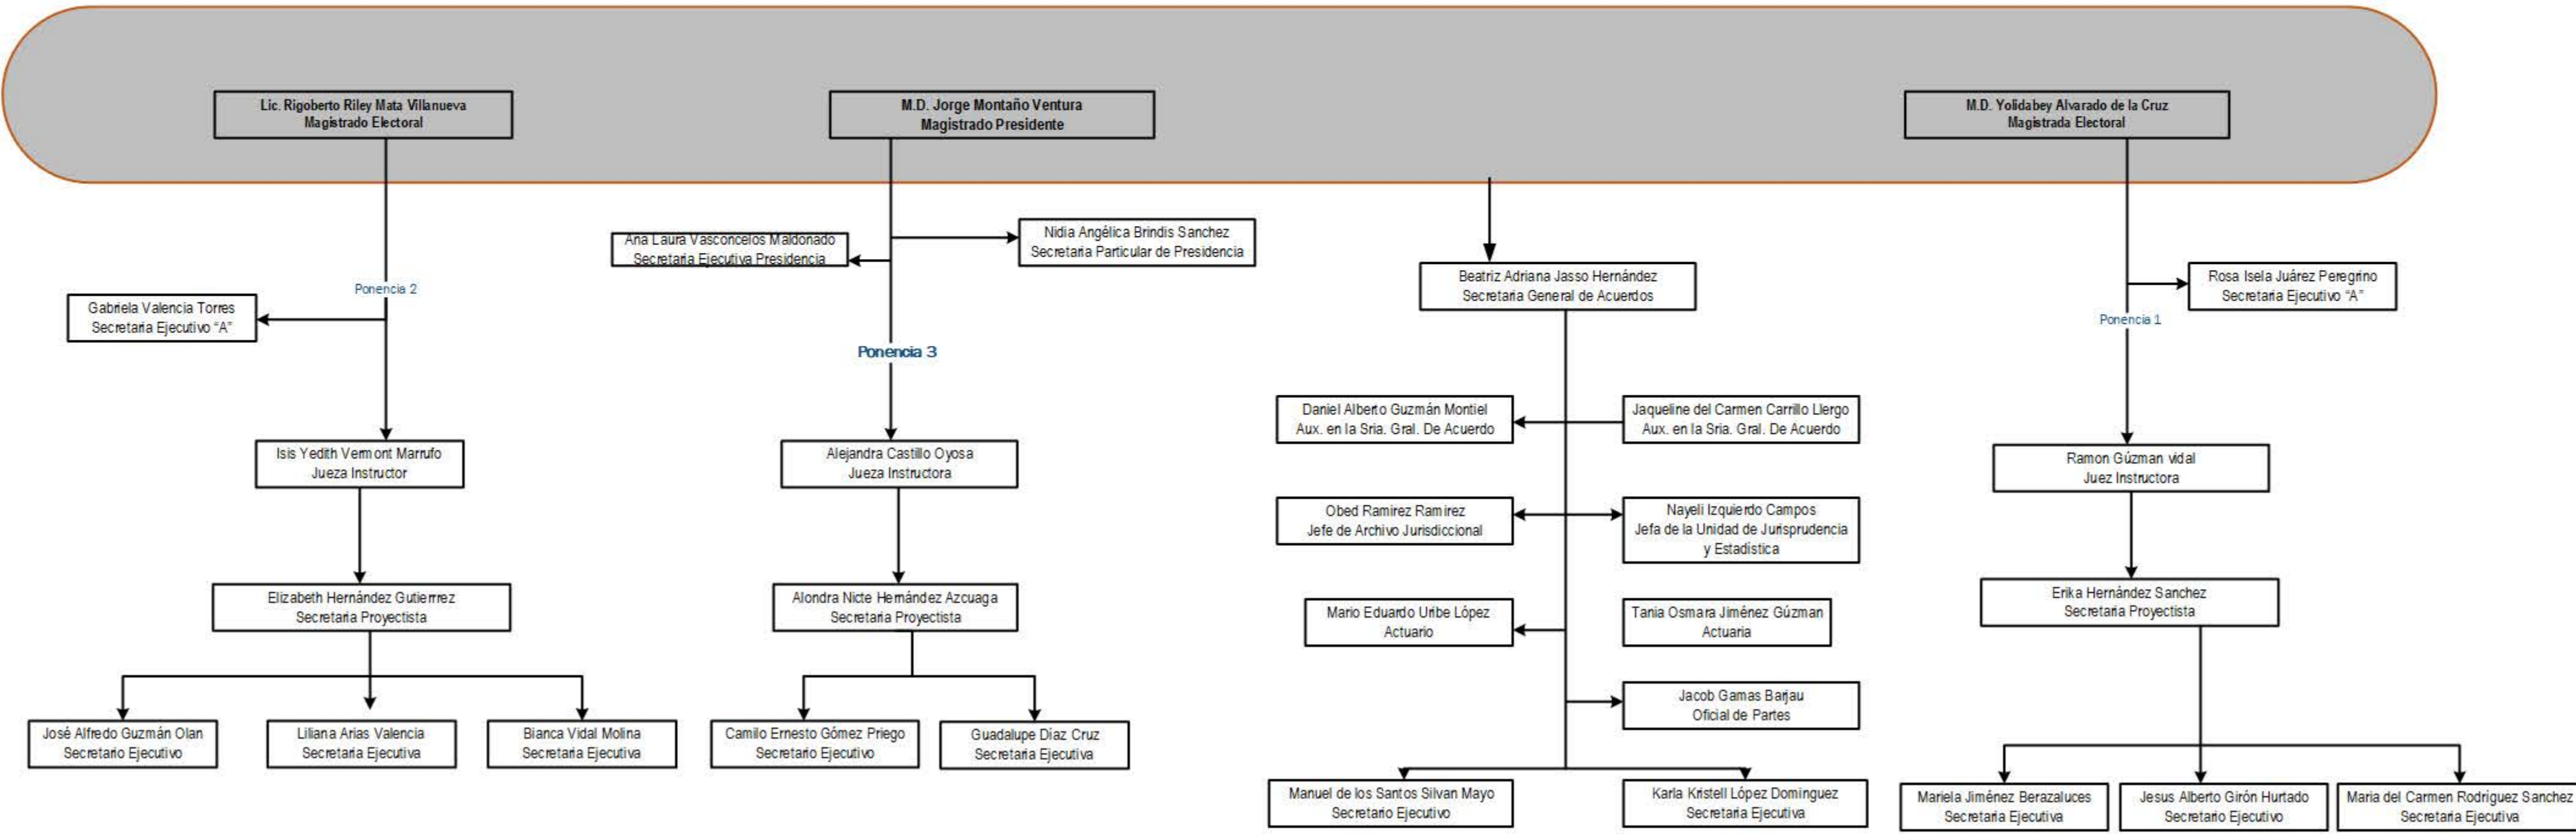 Lic. Rigoberto Riley Mata Villanueva
Magistrado Electoral
M.D. Jorge Montaño Ventura
Magistrado Presidente
M.D. Yolidabey Alvarado de la Cruz
Magistrada Electoral
Ana Laura Vasconcelos Maldonado
Secretaria Ejecutiva Presidencia
Nidia Angélica Brindis Sanchez
Secretaria Particular de Presidencia
Beatriz Adriana Jasso Hernández
Secretaria General de Acuerdos
Rosa Isela Juárez Peregrino
Secretaria Ejecutivo “A”
Ponencia 2
Gabriela Valencia Torres
Secretaria Ejecutivo “A”
Ponencia 1
Ponencia 3
Daniel Alberto Guzmán Montiel
Aux. en la Sria. Gral. De Acuerdo
Jaqueline del Carmen Carrillo Llergo
Aux. en la Sria. Gral. De Acuerdo
Isis Yedith Vermont Marrufo
Jueza Instructor
Alejandra Castillo Oyosa
Jueza Instructora
Ramon Gúzman vidal
Juez Instructora
Obed Ramirez Ramirez
Jefe de Archivo Jurisdiccional
Nayeli Izquierdo Campos
Jefa de la Unidad de Jurisprudencia
y Estadística
Elizabeth Hernández Gutierrrez
Secretaria Proyectista
Alondra Nicte Hernández Azcuaga
Secretaria Proyectista
Mario Eduardo Uribe López
Actuario
Tania Osmara Jiménez Gúzman
Actuaria
Erika Hernández Sanchez
Secretaria Proyectista
Jacob Gamas Barjau
Oficial de Partes
José Alfredo Guzmán Olan
Secretario Ejecutivo
Liliana Arias Valencia
Secretaria Ejecutiva
Bianca Vidal Molina
Secretaria Ejecutiva
Camilo Ernesto Gómez Priego
Secretario Ejecutivo
Guadalupe Díaz Cruz
Secretaria Ejecutiva
Manuel de los Santos Silvan Mayo
Secretario Ejecutivo
Karla Kristell López Dominguez
Secretaria Ejecutiva
Mariela Jiménez Berazaluces
Secretaria Ejecutiva
Jesus Alberto Girón Hurtado
Secretario Ejecutivo
Maria del Carmen Rodriguez Sanchez
Secretaria Ejecutiva